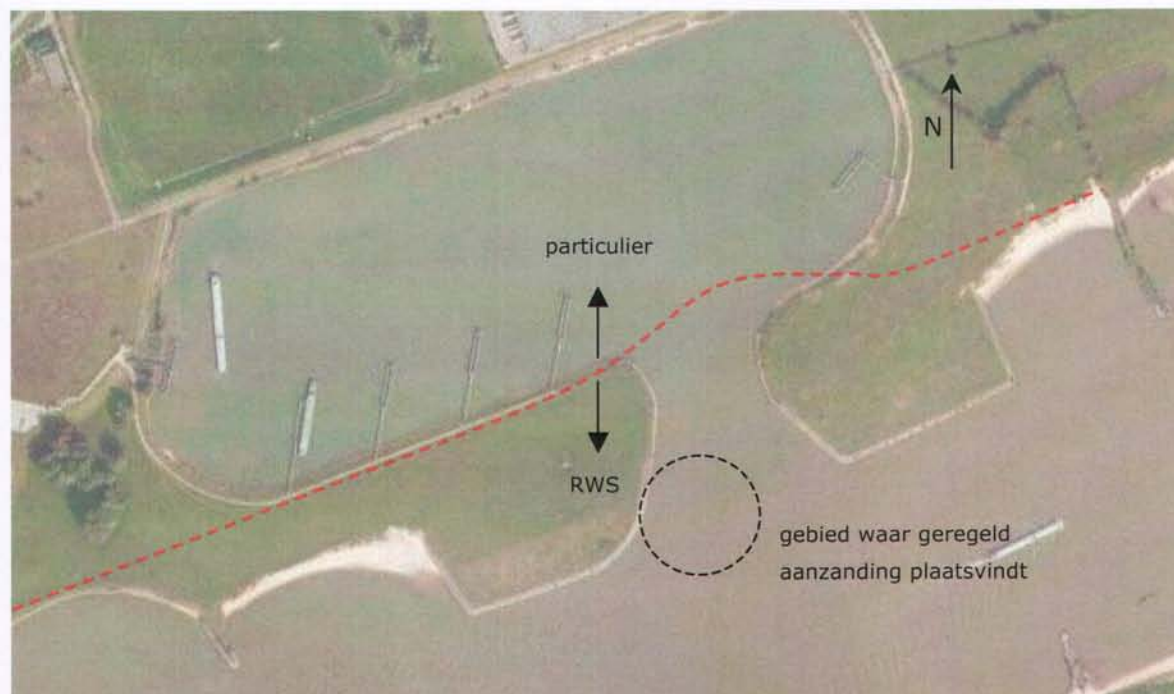 N
particulier
RWS
gebied waar geregeld
aanzanding plaatsvindt